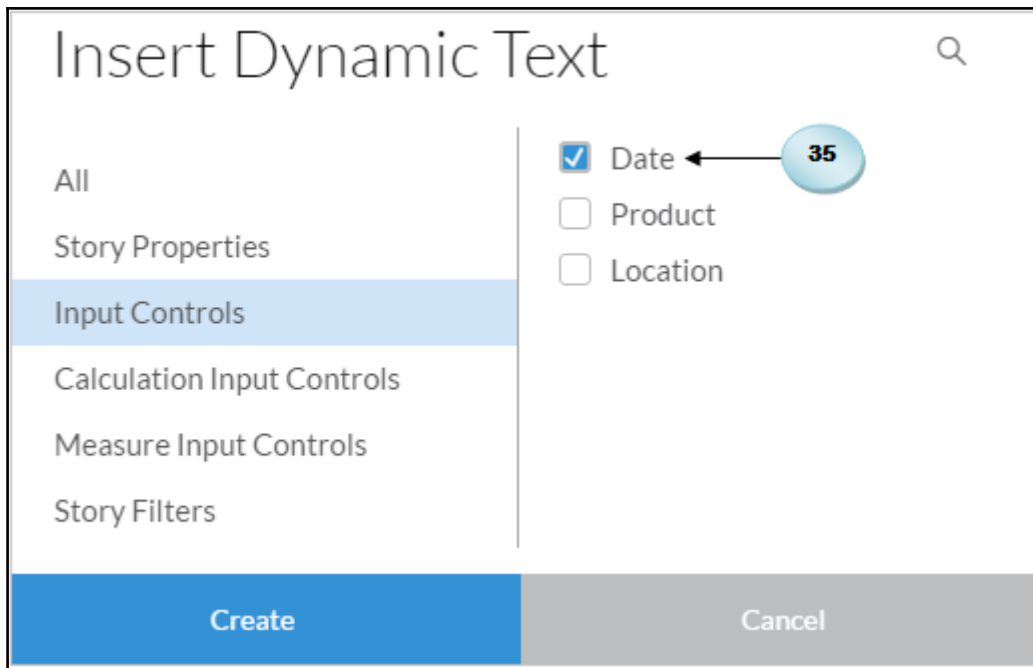 Insert Dynamic Text
All
Story Properties
Input Controls
Calculation Input Controls
Measure Input Controls
Story Filters
Date
35
Product
Location
Create
Cancel